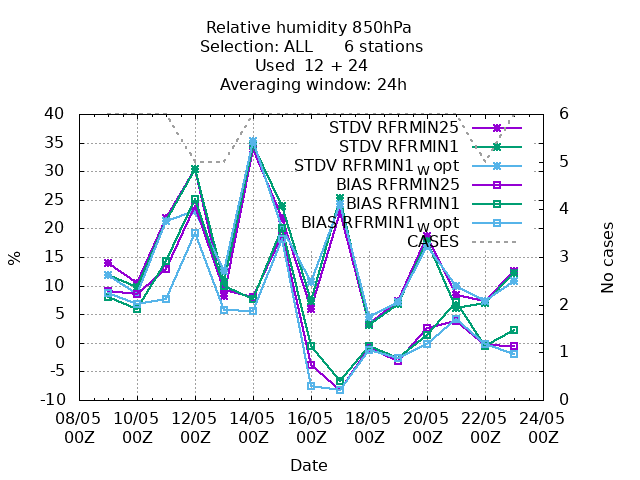 Relative humidity 850hPa
Selection: ALL 6 stations
Used 12 + 24
Averaging window: 24h
STDV RFRMIN25
STDV RFRMIN1
STDV RFRMIN1_w opt
BIAS RFRMIN25
BIAS RFRMIN1
BIAS RFRMIN1_w opt
CASES
40
35
30
25
20
15
10
5
0
-5
-10
%
6
5
4
3
2
1
0
No cases
08/05 10/05 12/05 14/05 16/05 18/05 20/05 22/05 24/05
00Z 00Z 00Z 00Z 00Z 00Z 00Z 00Z 00Z
Date